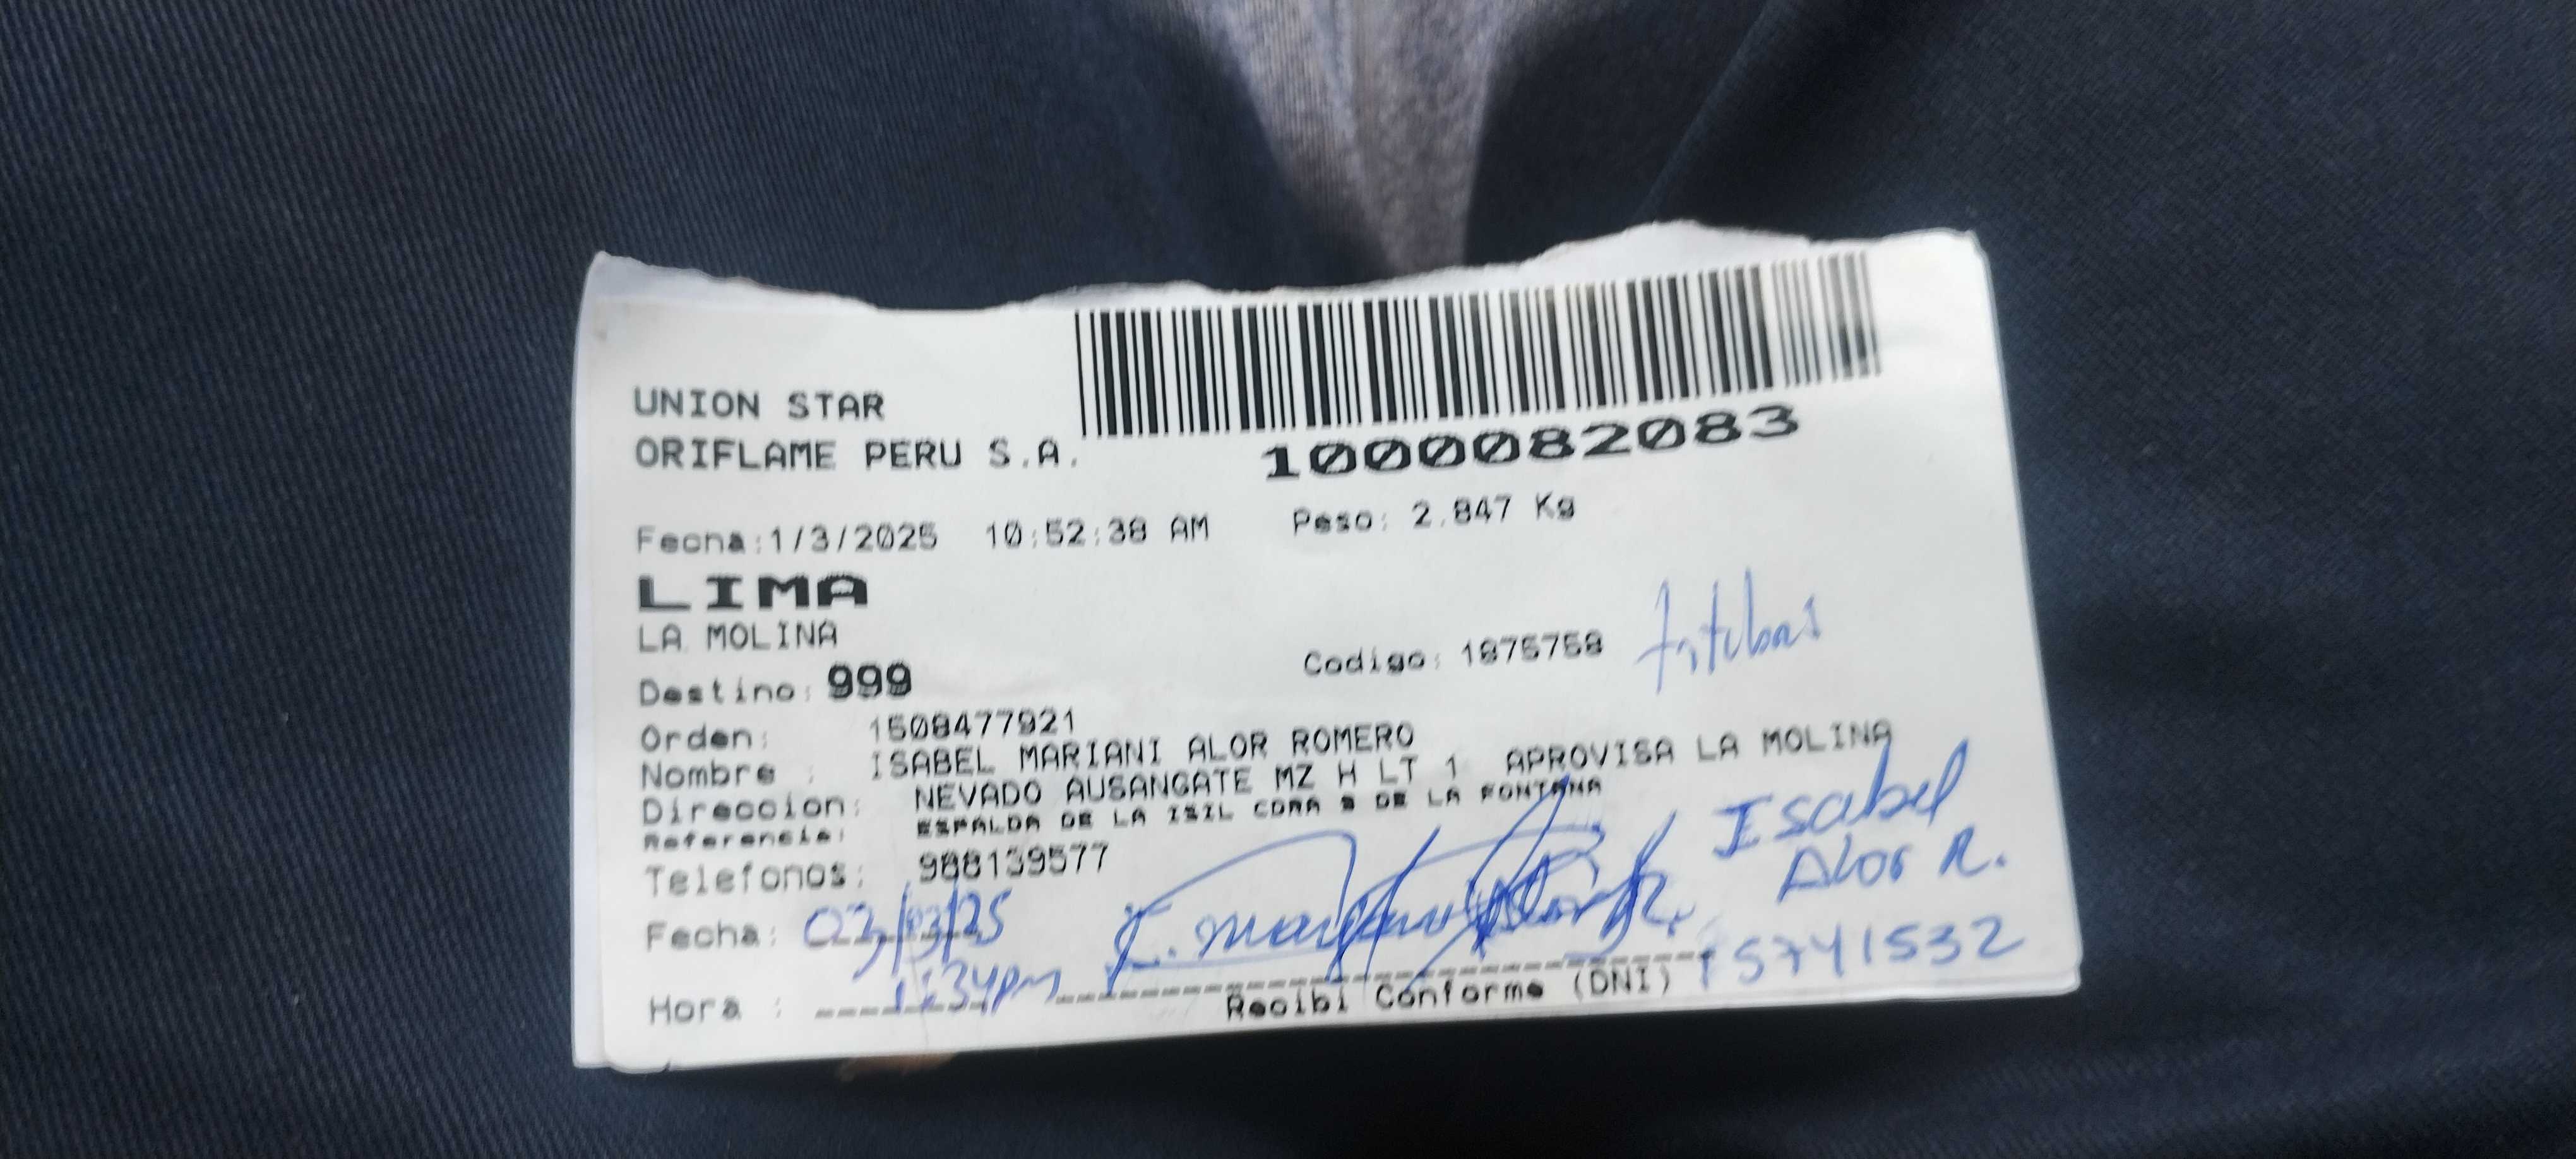 UNION STAR
ORIFLAME PERU S.A.
1000082083
Fecha:1/3/2025 10:52:38 AM Peso: 2.847 Kg
LIMA
LA MOLINA
Codigo: 1875758
Destino: 999
Orden: 1508477921
Nombre : ISABEL MARIANI ALOR ROMERO
Direccion: NEVADO AUSANGATE MZ H LT 1 APROVISA LA MOLINA
Referencia: ESPALDA DE LA ISIL CDRA 5 DE LA FONTANA
Telefonos: 988139577
Isabel
Alor R.
Fecha: 02/03/25
15741532
Hora : 1:34pm
Recibi Conforme (DNI)